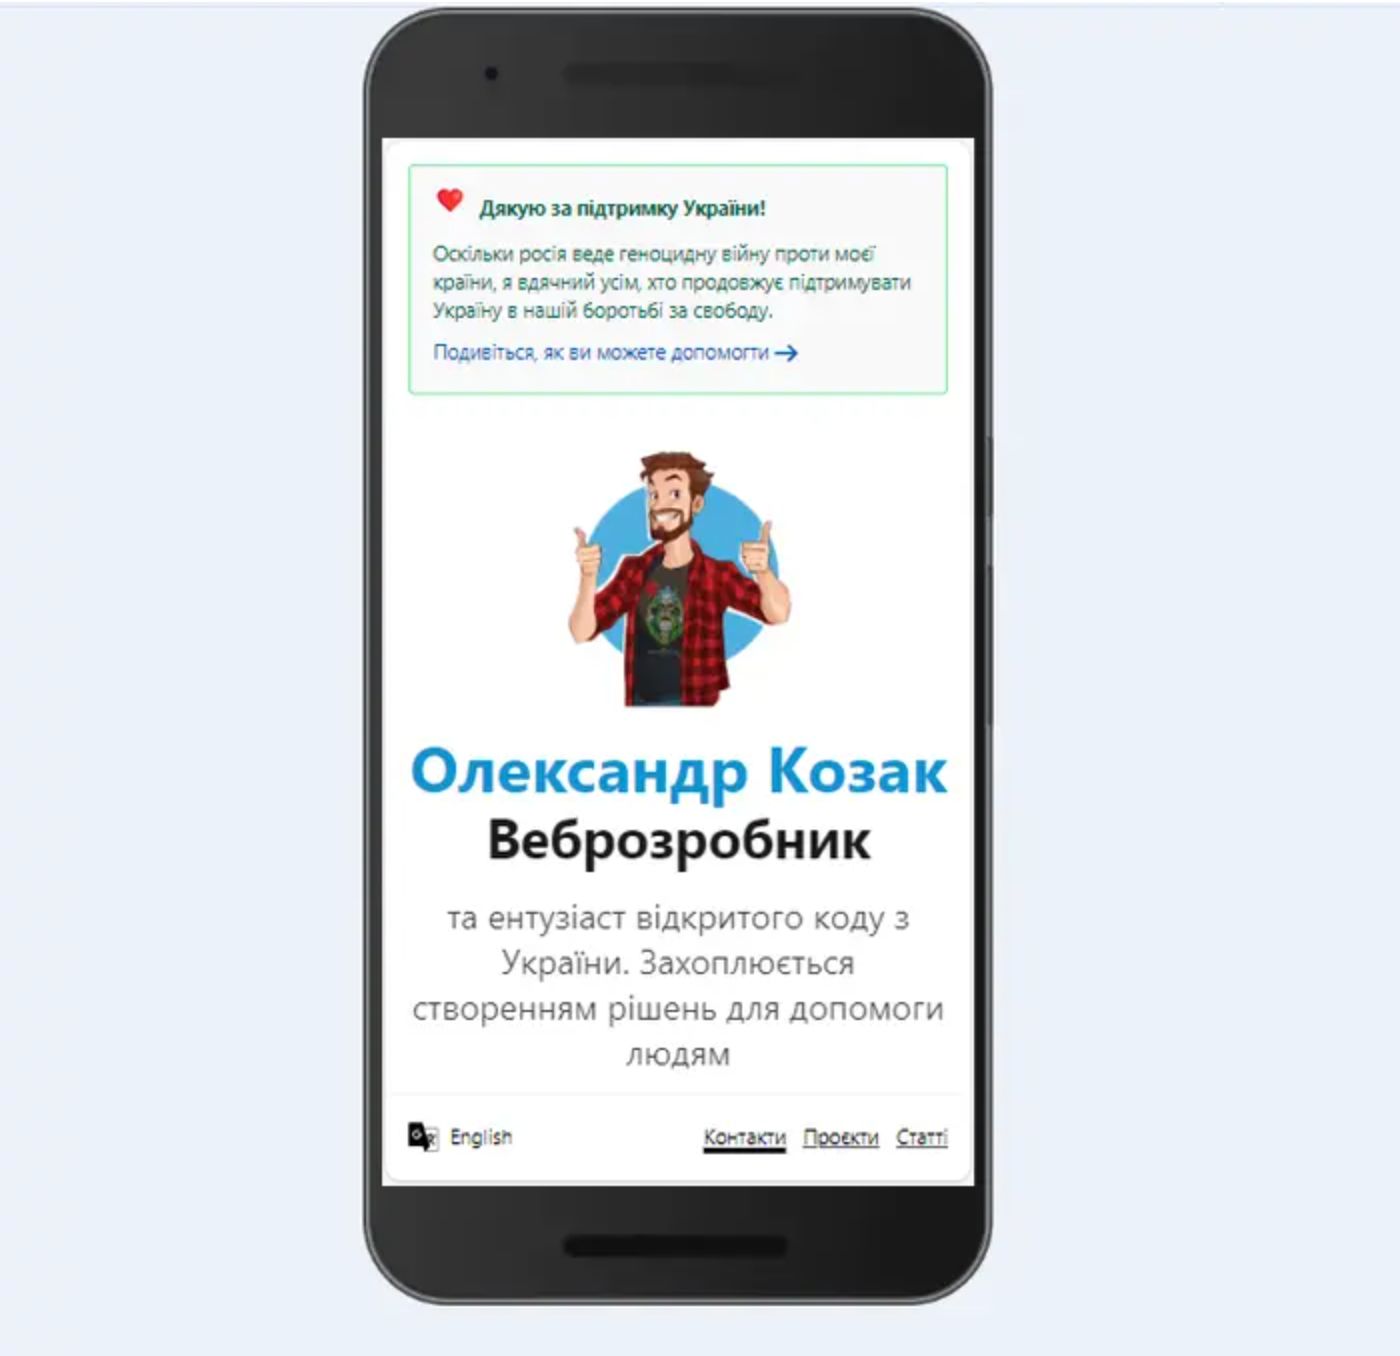 Дякую за підтримку України!
Оскільки росія веде геноцидну війну проти моєї
країни, я вдячний усім, хто продовжує підтримувати
Україну в нашій боротьбі за свободу.
Подивіться, як ви можете допомогти →
Олександр Козак
Веброзробник
та ентузіаст відкритого коду з
України. Захоплюється
створенням рішень для допомоги
людям
English Контакти Проєкти Статті